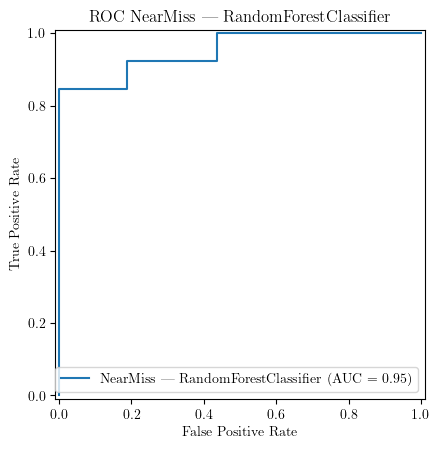 ROC NearMiss — RandomForestClassifier
1.0
0.8
0.6
0.4
0.2
0.0
True Positive Rate
NearMiss — RandomForestClassifier (AUC = 0.95)
0.0 0.2 0.4 0.6 0.8 1.0
False Positive Rate